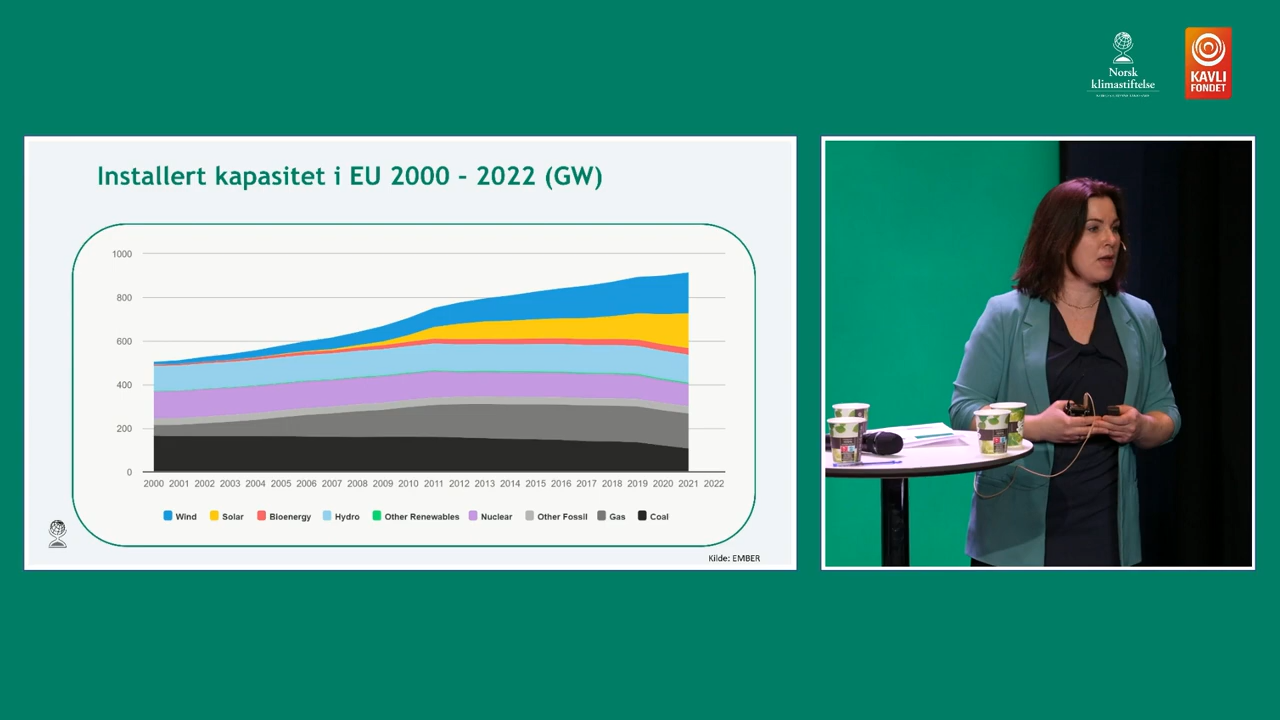 Norsk
klimastiftelse
KAVLI
FONDET
Installert kapasitet i EU 2000 - 2022 (GW)
1000
800
600
400
200
0
2000 2001 2002 2003 2004 2005 2006 2007 2008 2009 2010 2011 2012 2013 2014 2015 2016 2017 2018 2019 2020 2021 2022
Wind Solar Bioenergy Hydro Other Renewables Nuclear Other Fossil Gas Coal
Kilde: EMBER